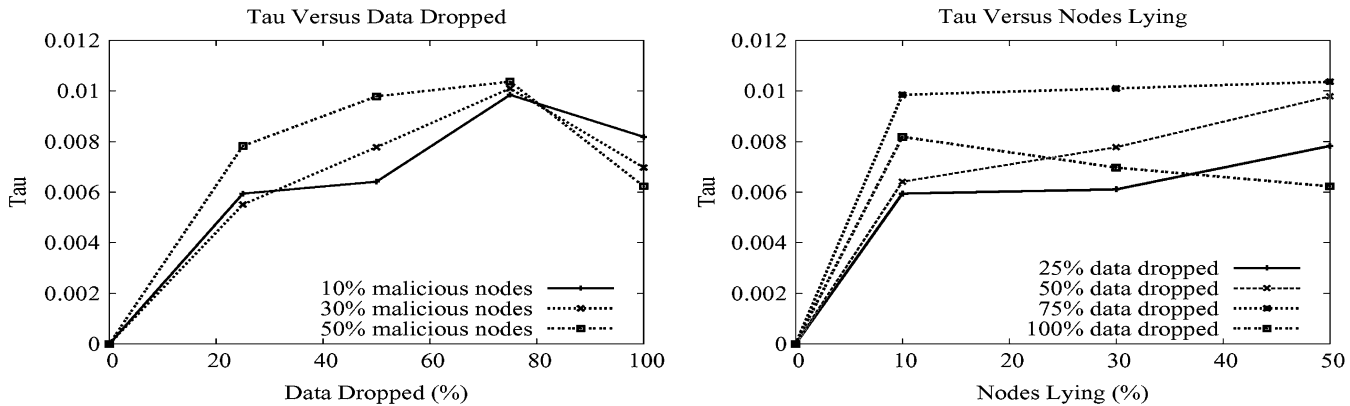 Tau Versus Data Dropped
0.012
0.01
0.008
0.006
0.004
0.002
0
Tau
10% malicious nodes
30% malicious nodes
50% malicious nodes
0 20 40 60 80 100
Data Dropped (%)
Tau Versus Nodes Lying
0.012
0.01
0.008
0.006
0.004
0.002
0
Tau
25% data dropped
50% data dropped
75% data dropped
100% data dropped
0 10 20 30 40 50
Nodes Lying (%)